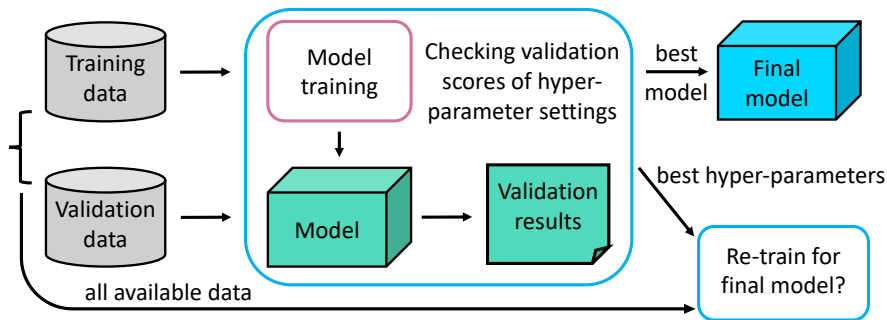 Training
data
Model
training
Checking validation
scores of hyper-
parameter settings
best
model
Final
model
Validation
data
Model
Validation
results
best hyper-parameters
Re-train for
final model?
all available data